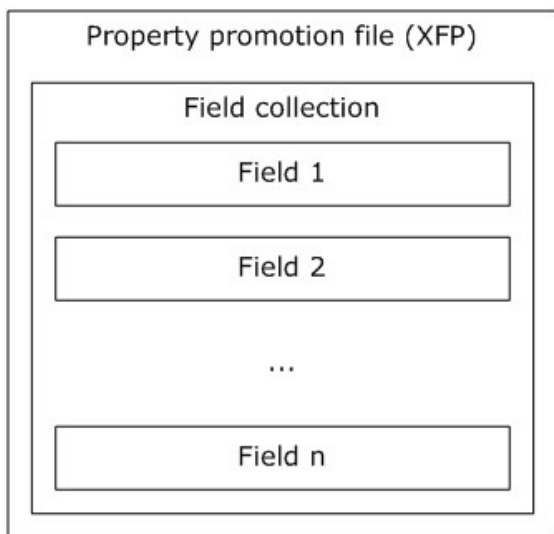 Property promotion file (XFP)
Field collection
Field 1
Field 2
...
Field n